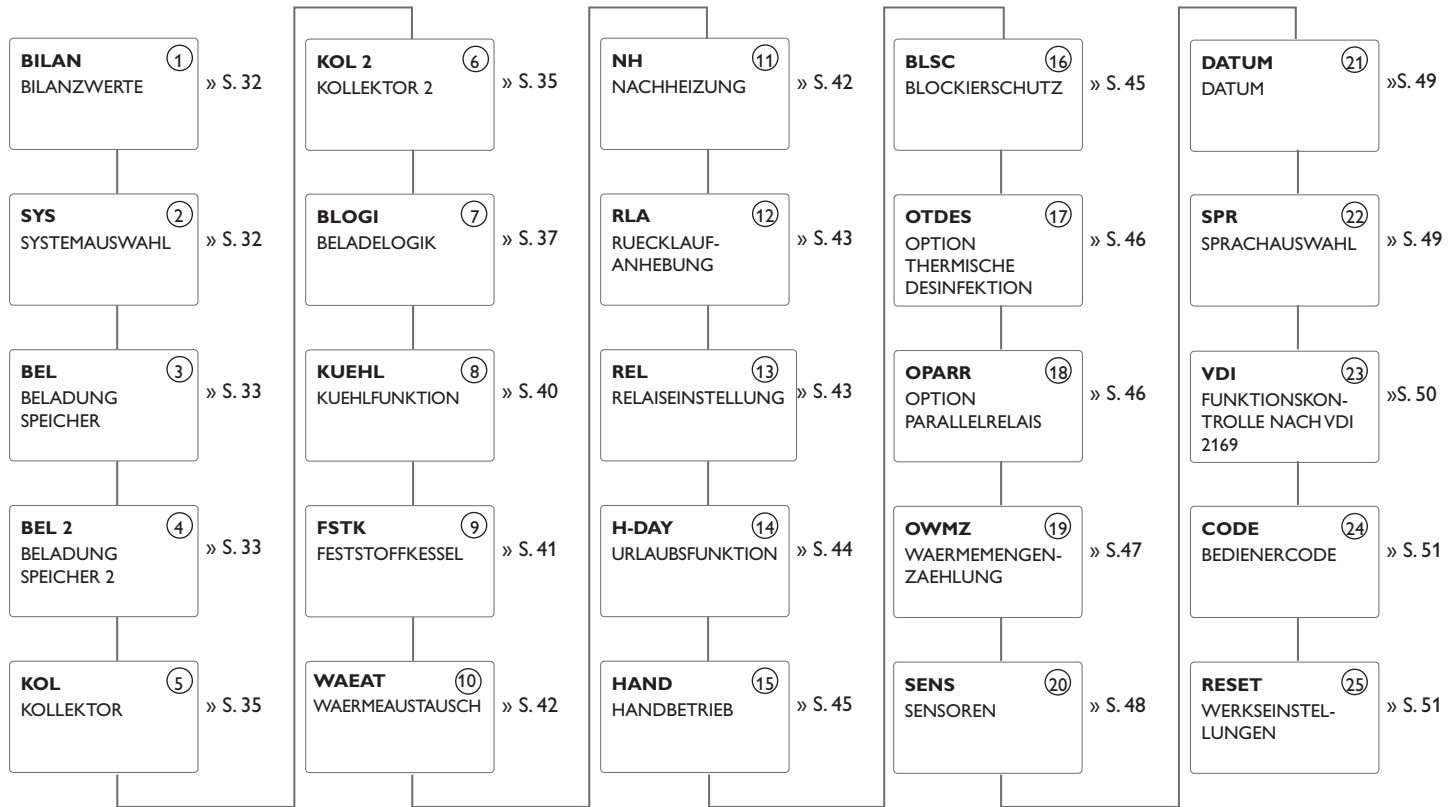 BILAN 1
BILANZWERTE
» S. 32
SYS 2
SYSTEMAUSWAHL
» S. 32
BEL 3
BELADUNG
SPEICHER
» S. 33
BEL 2 4
BELADUNG
SPEICHER 2
» S. 33
KOL 5
KOLLEKTOR
» S. 35
KOL 2 6
KOLLEKTOR 2
» S. 35
BLOGI 7
BELADELOGIK
» S. 37
KUEHL 8
KUEHLFUNKTION
» S. 40
FSTK 9
FESTSTOFFKESSEL
» S. 41
WAEAT 10
WAERMEAUSTAUSCH
» S. 42
NH 11
NACHHEIZUNG
» S. 42
RLA 12
RUECKLAUF-
ANHEBUNG
» S. 43
REL 13
RELAISEINSTELLUNG
» S. 43
H-DAY 14
URLAUBSFUNKTION
» S. 44
HAND 15
HANDBETRIEB
» S. 45
BLSC 16
BLOCKIERSCHUTZ
» S. 45
OTDES 17
OPTION
THERMISCHE
DESINFEKTION
» S. 46
OPARR 18
OPTION
PARALLELRELAIS
» S. 46
OWMZ 19
WAERMEMENGEN-
ZAEHLUNG
» S.47
SENS 20
SENSOREN
» S. 48
DATUM 21
DATUM
»S. 49
SPR 22
SPRACHAUSWAHL
» S. 49
VDI 23
FUNKTIONSKON-
TROLLE NACH VDI
2169
»S. 50
CODE 24
BEDIENERCODE
» S. 51
RESET 25
WERKSEINSTEL-
LUNGEN
» S. 51